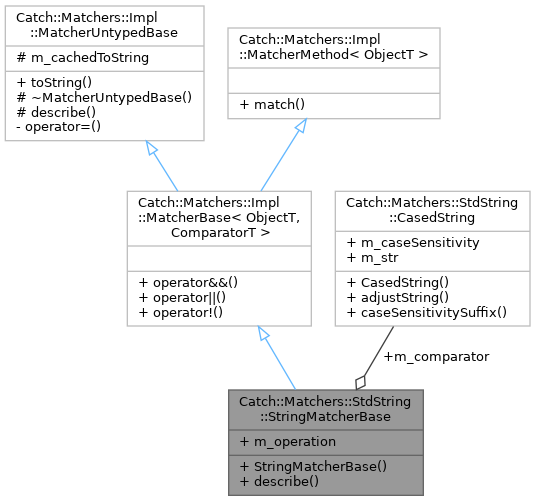 Catch::Matchers::Impl
::MatcherUntypedBase
# m_cachedToString
+ toString()
# ~MatcherUntypedBase()
# describe()
- operator=()
Catch::Matchers::Impl
::MatcherMethod< ObjectT >
+ match()
Catch::Matchers::Impl
::MatcherBase< ObjectT,
ComparatorT >
+ operator&&()
+ operator||()
+ operator!()
Catch::Matchers::StdString
::CasedString
+ m_caseSensitivity
+ m_str
+ CasedString()
+ adjustString()
+ caseSensitivitySuffix()
+m_comparator
Catch::Matchers::StdString
::StringMatcherBase
+ m_operation
+ StringMatcherBase()
+ describe()